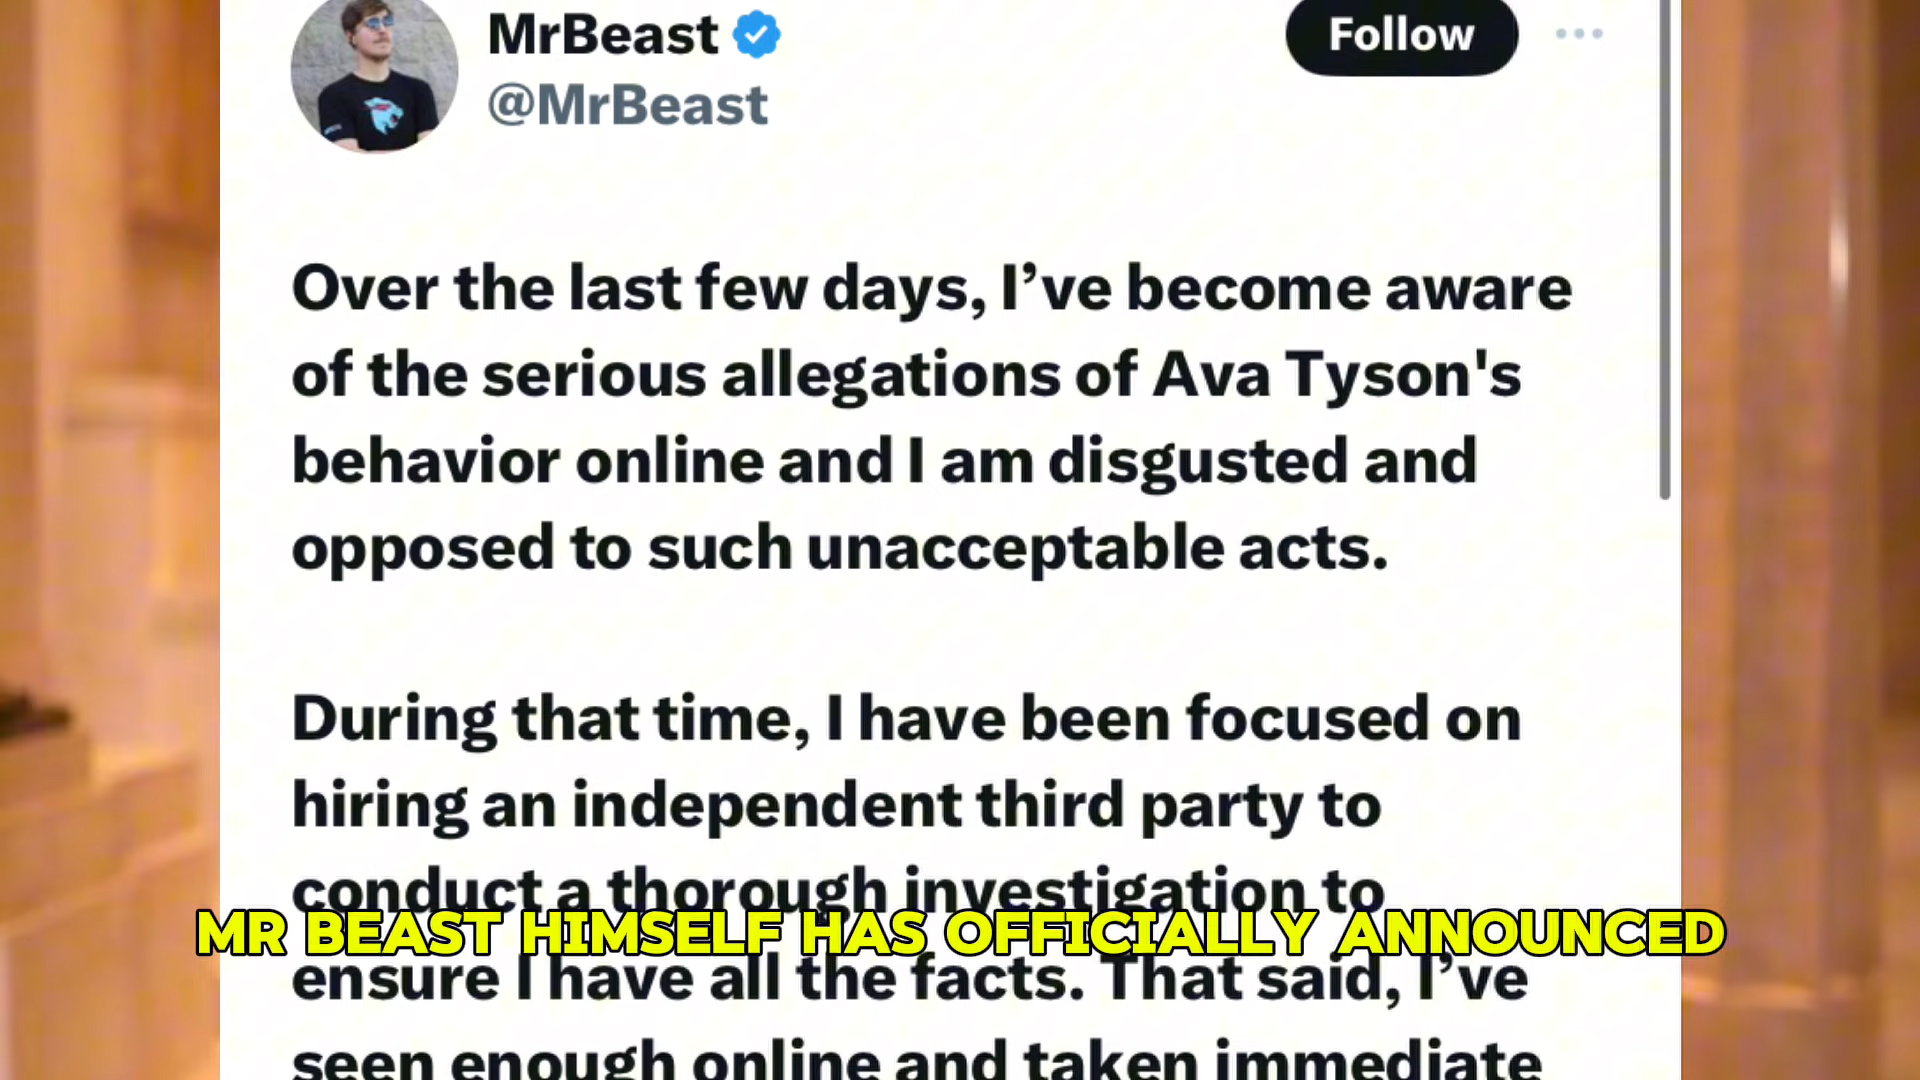 MrBeast
@MrBeast
Follow
Over the last few days, I’ve become aware
of the serious allegations of Ava Tyson's
behavior online and I am disgusted and
opposed to such unacceptable acts.
During that time, I have been focused on
hiring an independent third party to
conduct a thorough investigation to
MR BEAST HIMSELF HAS OFFICIALLY ANNOUNCED
ensure I have all the facts. That said, I’ve
seen enough online and taken immediate